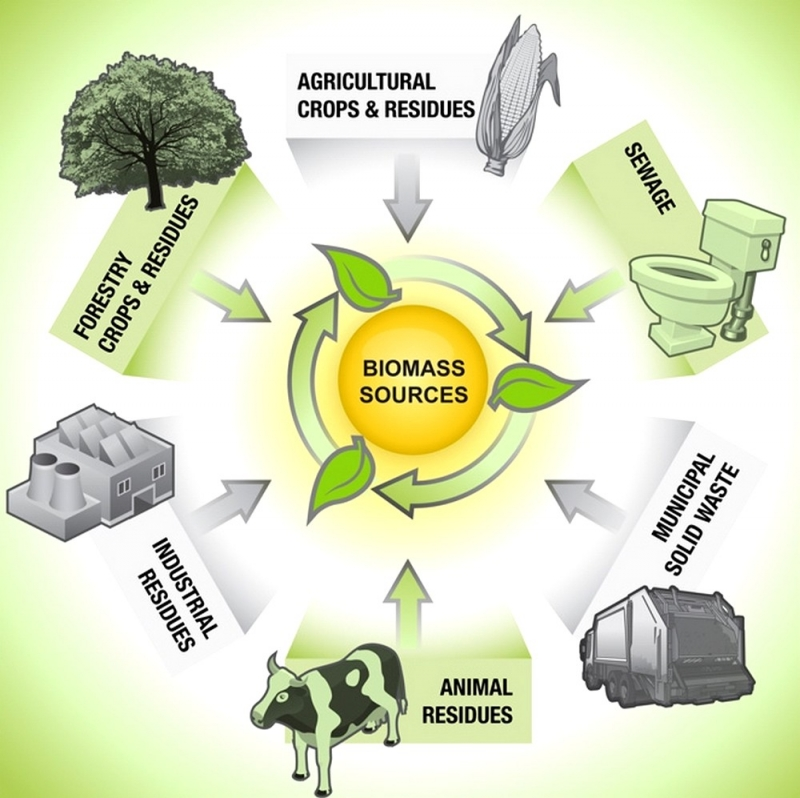 AGRICULTURAL
CROPS & RESIDUES
SEWAGE
FORESTRY
CROPS & RESIDUES
BIOMASS
SOURCES
MUNICIPAL
SOLID WASTE
INDUSTRIAL
RESIDUES
ANIMAL
RESIDUES